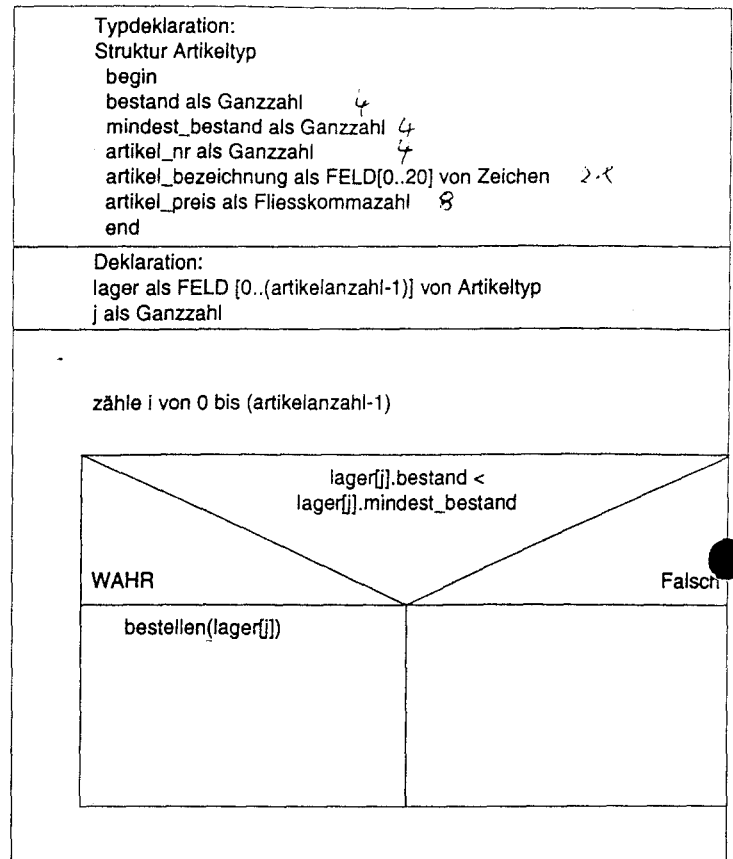 Typdeklaration:
Struktur Artikeltyp
begin
bestand als Ganzzahl 4
mindest_bestand als Ganzzahl 4
artikel_nr als Ganzzahl 4
artikel_bezeichnung als FELD[0..20] von Zeichen
artikel_preis als Fliesskommazahl 8
end
Deklaration:
lager als FELD [0..(artikelanzahl-1)] von Artikeltyp
j als Ganzzahl
zähle i von 0 bis (artikelanzahl-1)
lager[j].bestand <
lager[j].mindest_bestand
WAHR Falsch
bestellen(lager[j])